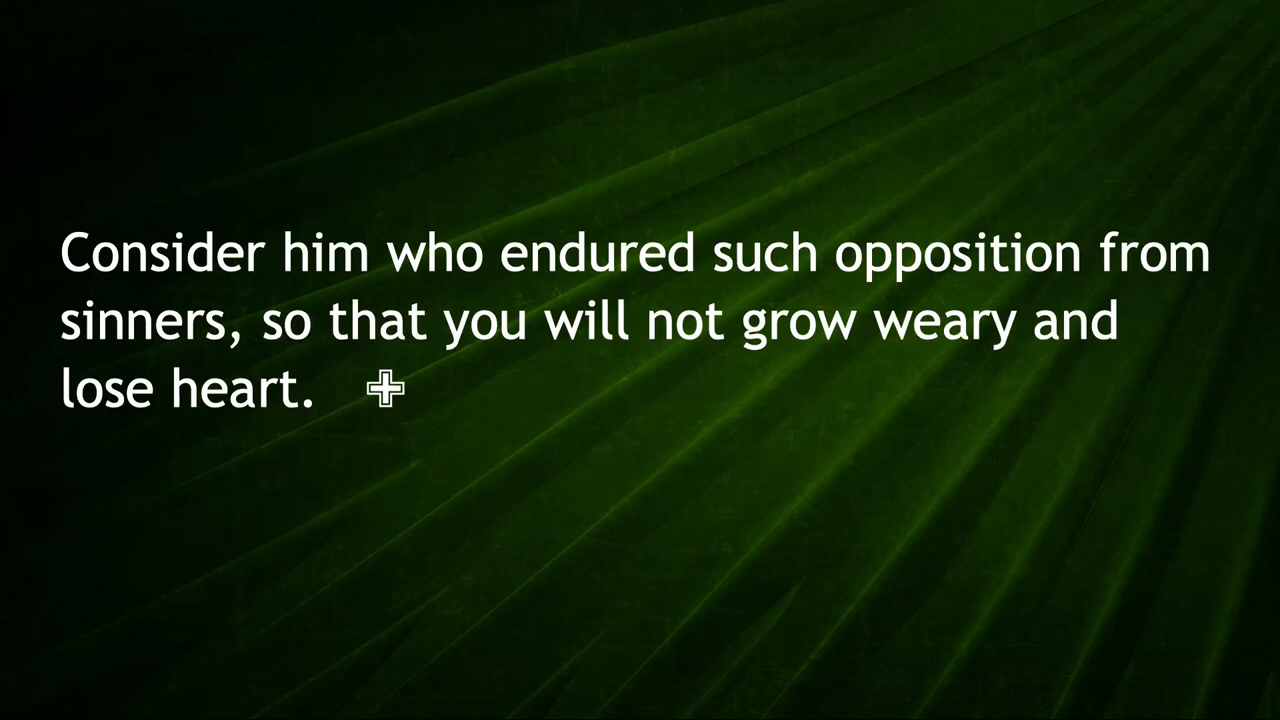 Consider him who endured such opposition from
sinners, so that you will not grow weary and
lose heart.